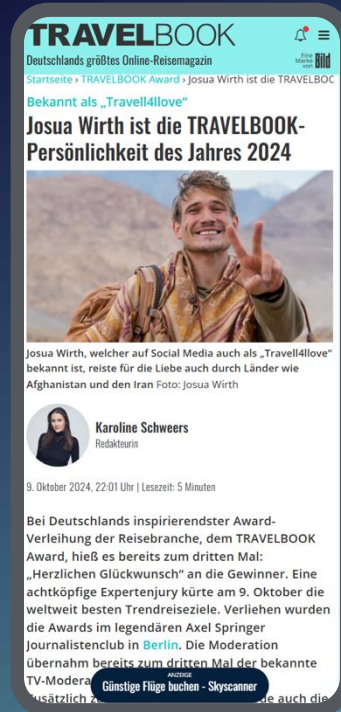 TRAVELBOOK
Deutschlands größtes Online-Reisemagazin
Eine Marke von Bild
Startseite › TRAVELBOOK Award › Josua Wirth ist die TRAVELBOO
Bekannt als „Travell4llove“
Josua Wirth ist die TRAVELBOOK-
Persönlichkeit des Jahres 2024
Josua Wirth, welcher auf Social Media auch als „Travell4llove“
bekannt ist, reiste für die Liebe auch durch Länder wie
Afghanistan und den Iran Foto: Josua Wirth
Karoline Schweers
Redakteurin
9. Oktober 2024, 22:01 Uhr | Lesezeit: 5 Minuten
Bei Deutschlands inspirierendster Award-
Verleihung der Reisebranche, dem TRAVELBOOK
Award, hieß es bereits zum dritten Mal:
„Herzlichen Glückwunsch“ an die Gewinner. Eine
achtköpfige Expertenjury kürte am 9. Oktober die
weltweit besten Trendreiseziele. Verliehen wurden
die Awards im legendären Axel Springer
Journalistenclub in Berlin. Die Moderation
übernahm bereits zum dritten Mal der bekannte
TV-Modera
ANZEIGE
Günstige Flüge buchen - Skyscanner
Zusätzlich z
de auch die